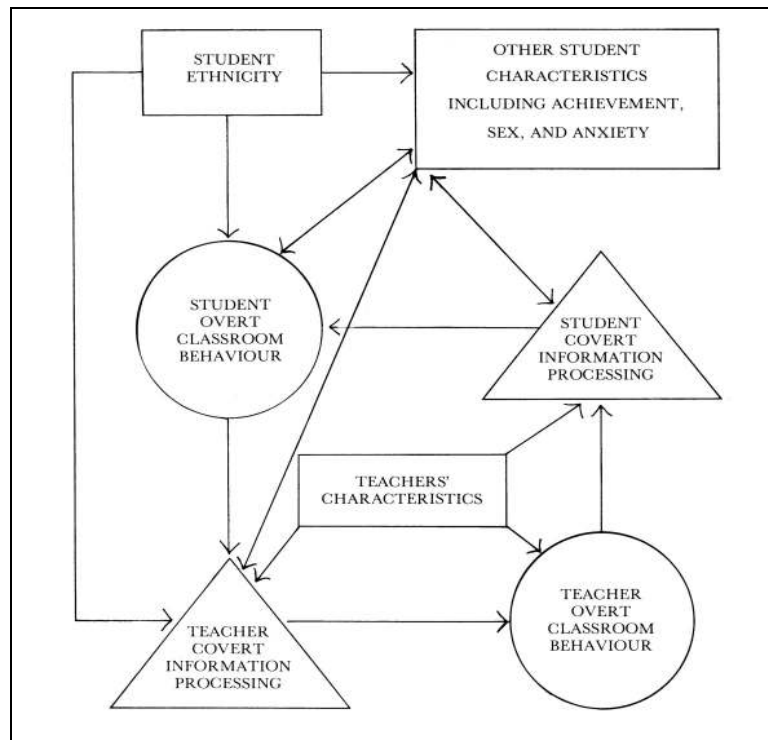 STUDENT
ETHNICITY
OTHER STUDENT
CHARACTERISTICS
INCLUDING ACHIEVEMENT,
SEX, AND ANXIETY
STUDENT
OVERT
CLASSROOM
BEHAVIOUR
STUDENT
COVERT
INFORMATION
PROCESSING
TEACHERS'
CHARACTERISTICS
TEACHER
COVERT
INFORMATION
PROCESSING
TEACHER
OVERT
CLASSROOM
BEHAVIOUR